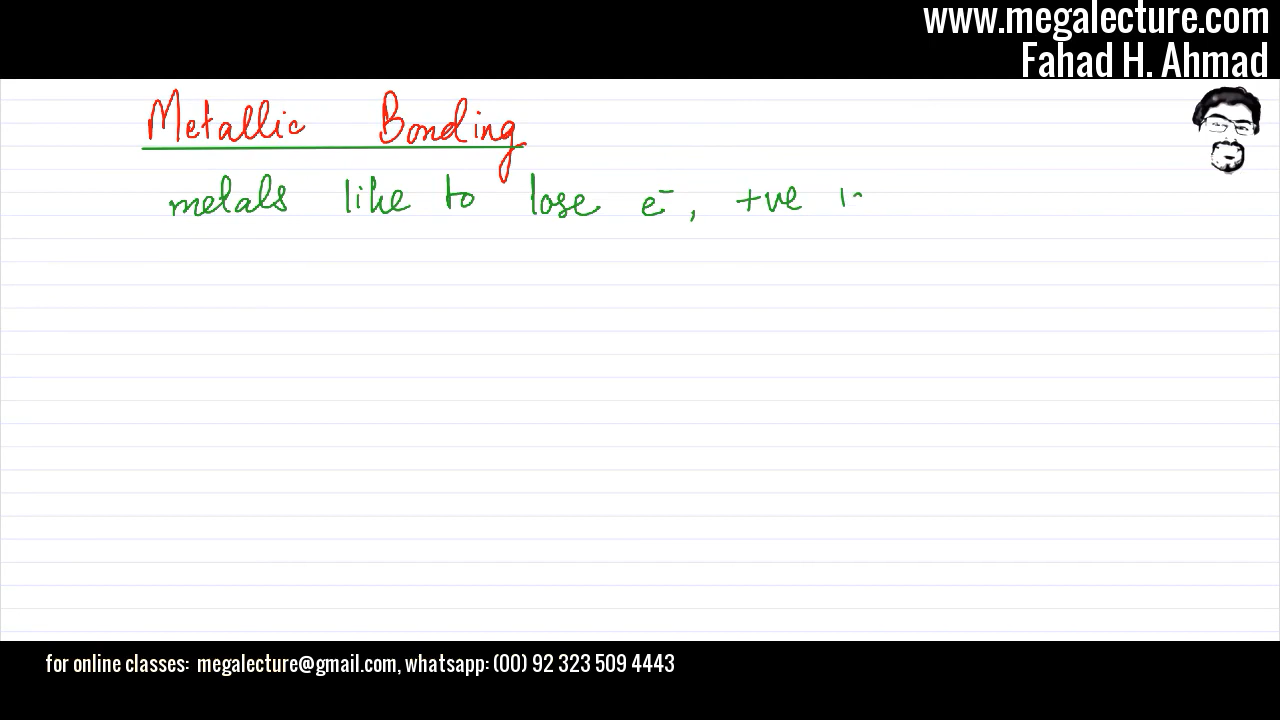 www.megalecture.com
Fahad H. Ahmad
Metallic Bonding
metals like to lose e⁻, +ve
for online classes: megalecture@gmail.com, whatsapp: (00) 92 323 509 4443